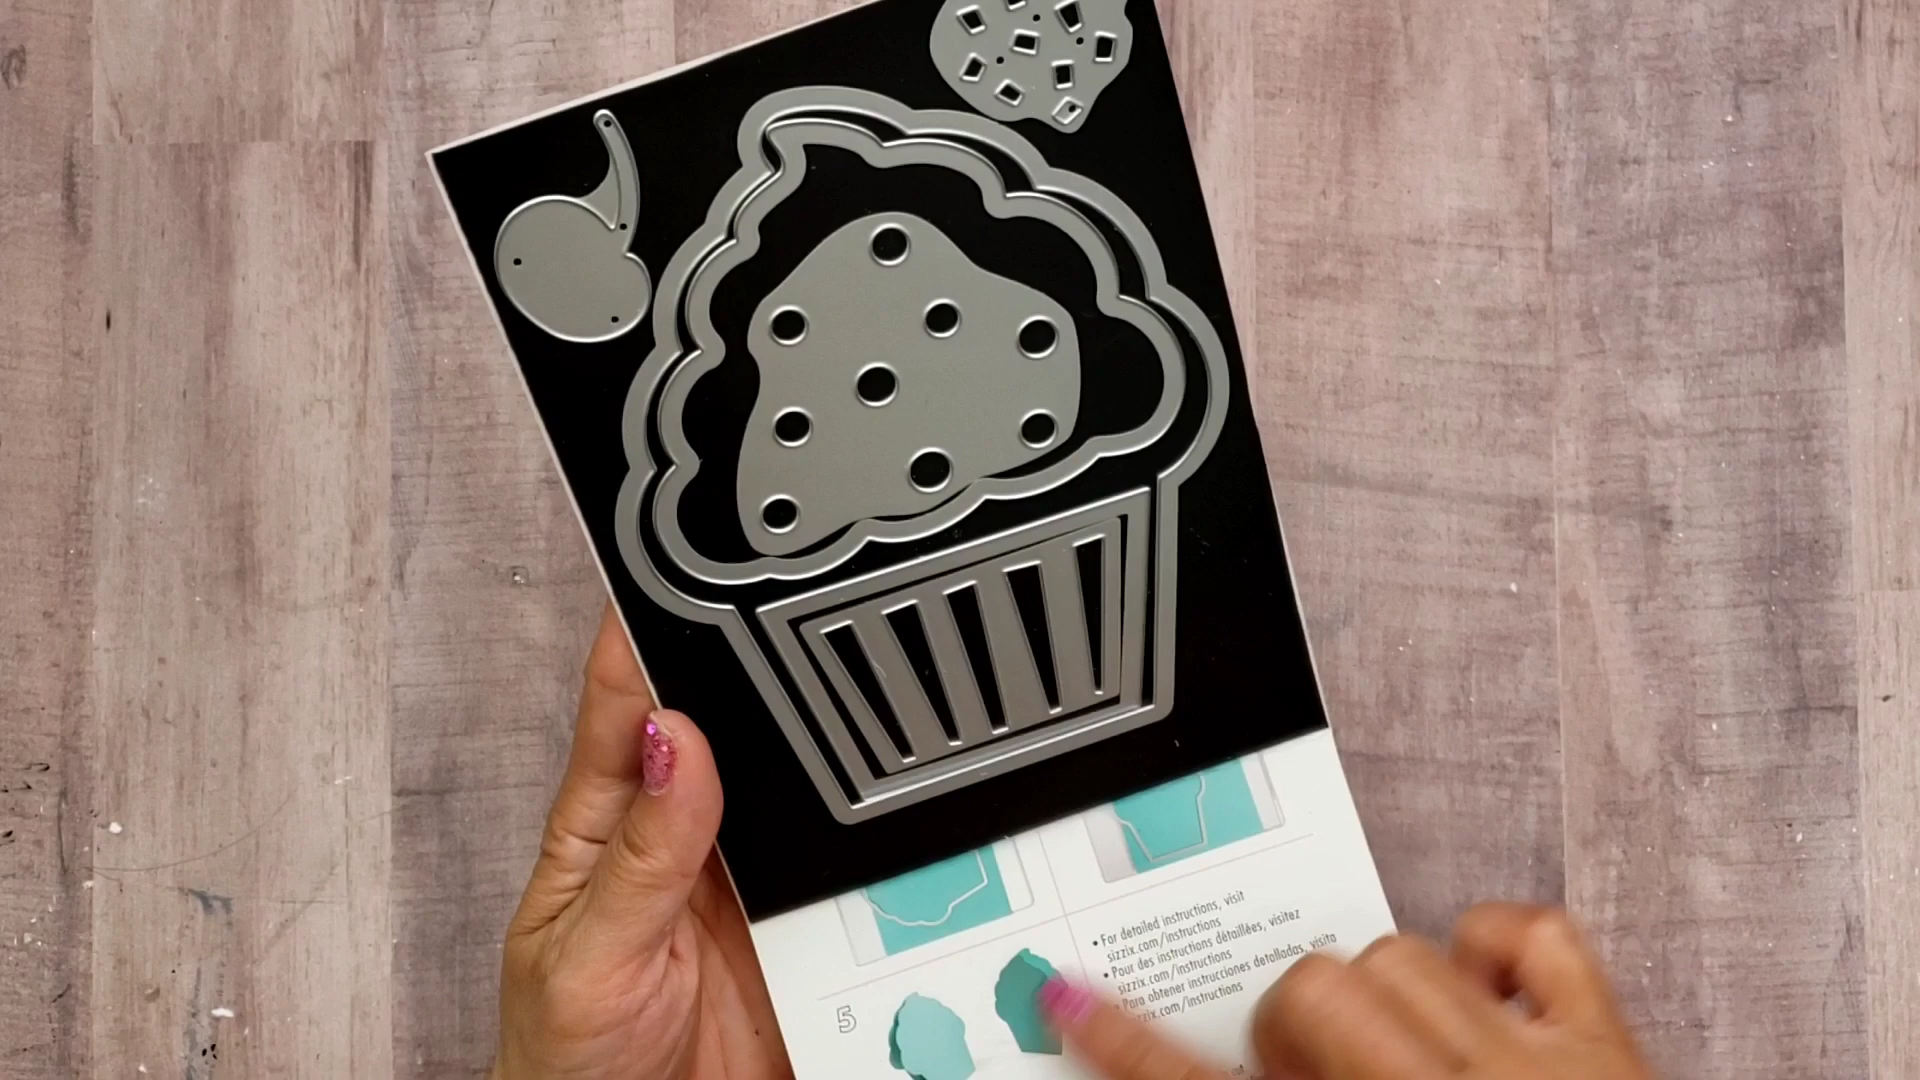 • For detailed instructions, visit
sizzix.com/instructions
• Pour des instructions détaillées, visitez
sizzix.com/instructions
Para obtener instrucciones detalladas, visita
sizzix.com/instructions
5